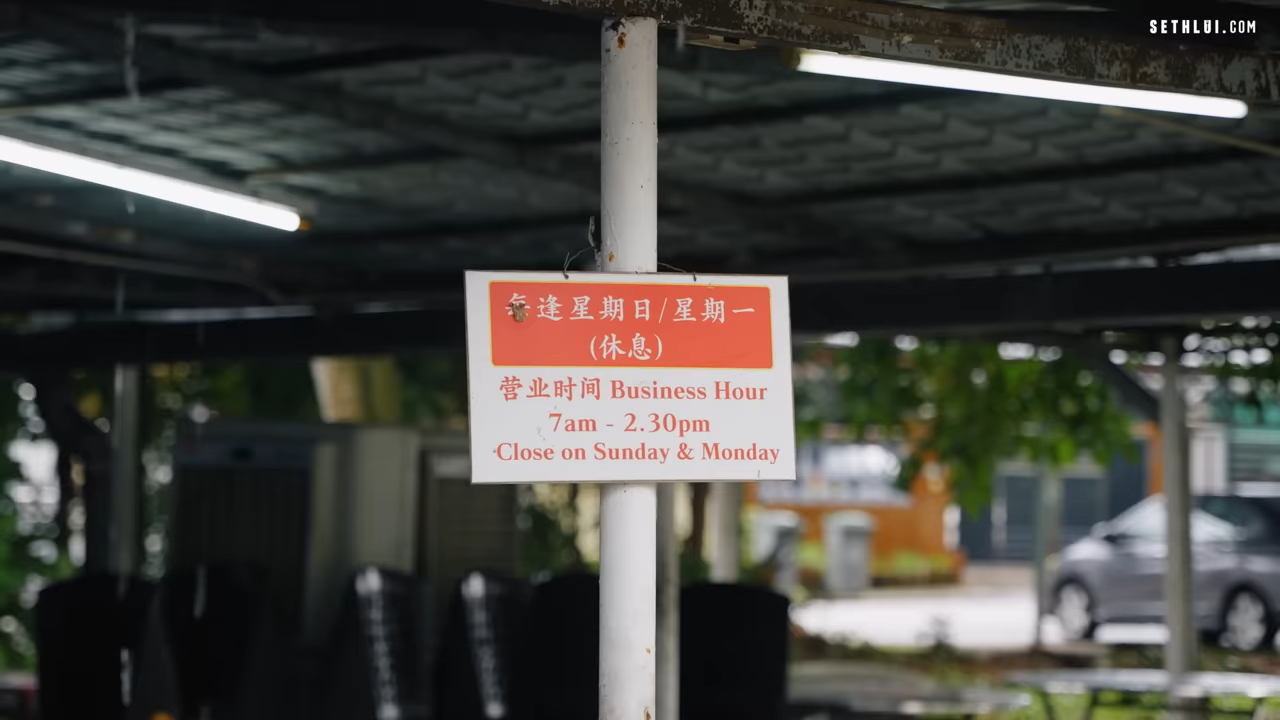 SETHLUI.COM
每逢星期日/星期一
(休息)
营业时间 Business Hour
7am - 2.30pm
Close on Sunday & Monday